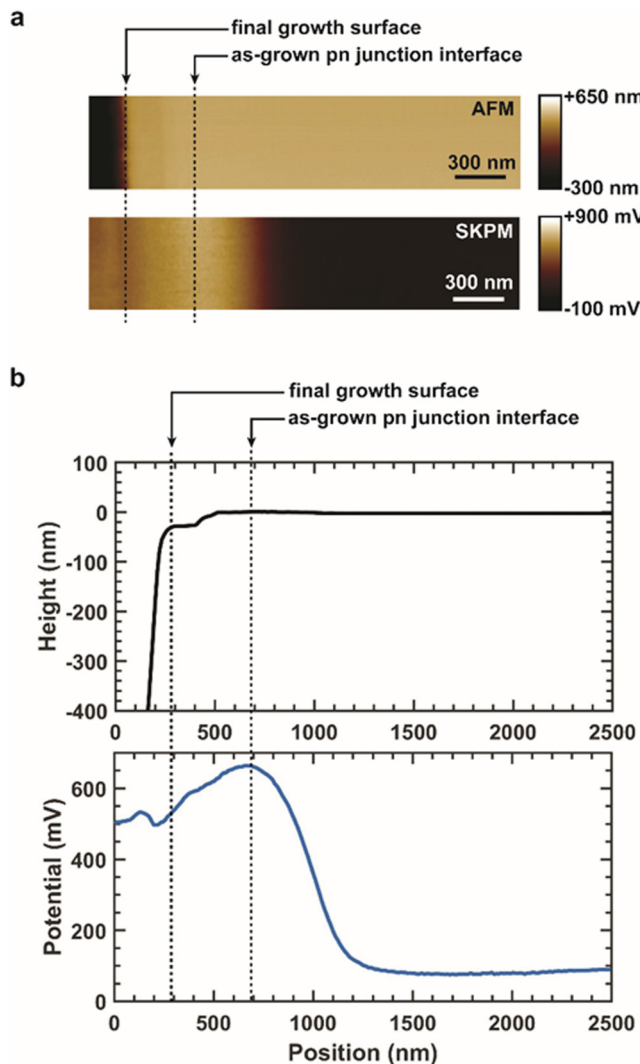 a
final growth surface
as-grown pn junction interface
AFM
300 nm
+650 nm
-300 nm
SKPM
300 nm
+900 mV
-100 mV
b
final growth surface
as-grown pn junction interface
Height (nm)
100
0
-100
-200
-300
-400
0 500 1000 1500 2000 2500
Potential (mV)
600
400
200
0
0 500 1000 1500 2000 2500
Position (nm)